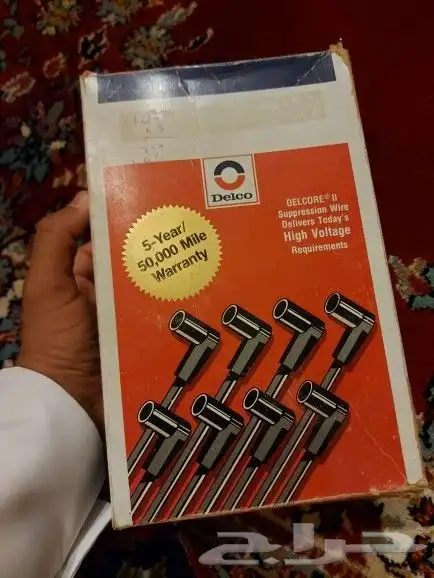 Delco
DELCORE® II
Suppression Wire
Delivers Today's
High Voltage
Requirements
5-Year/
50,000 Mile
Warranty
حراج